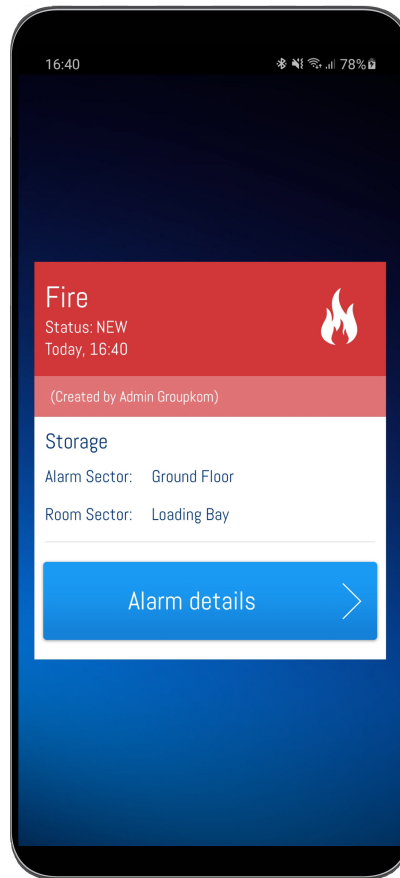 16:40 78%
Fire
Status: NEW
Today, 16:40
(Created by Admin Groupkom)
Storage
Alarm Sector: Ground Floor
Room Sector: Loading Bay
Alarm details